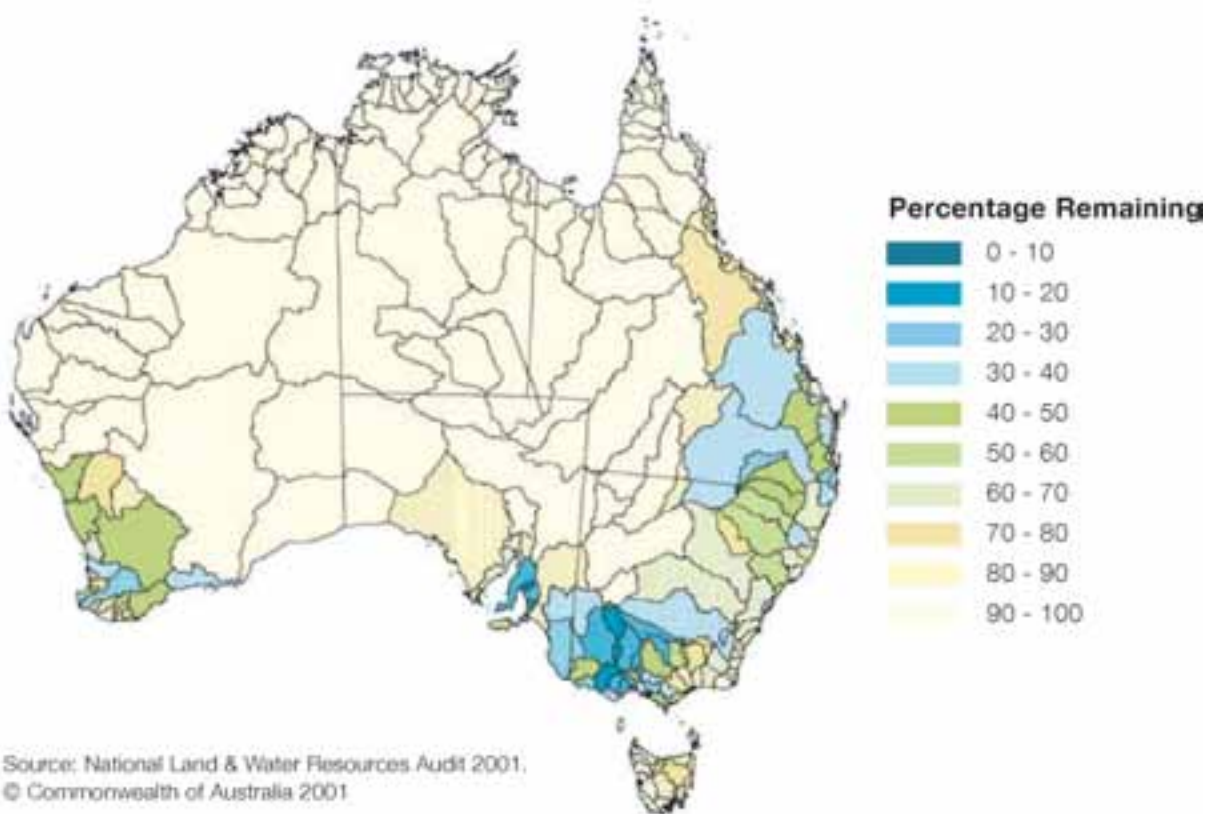 Percentage Remaining
0 - 10
10 - 20
20 - 30
30 - 40
40 - 50
50 - 60
60 - 70
70 - 80
80 - 90
90 - 100
Source: National Land & Water Resources Audit 2001.
© Commonwealth of Australia 2001